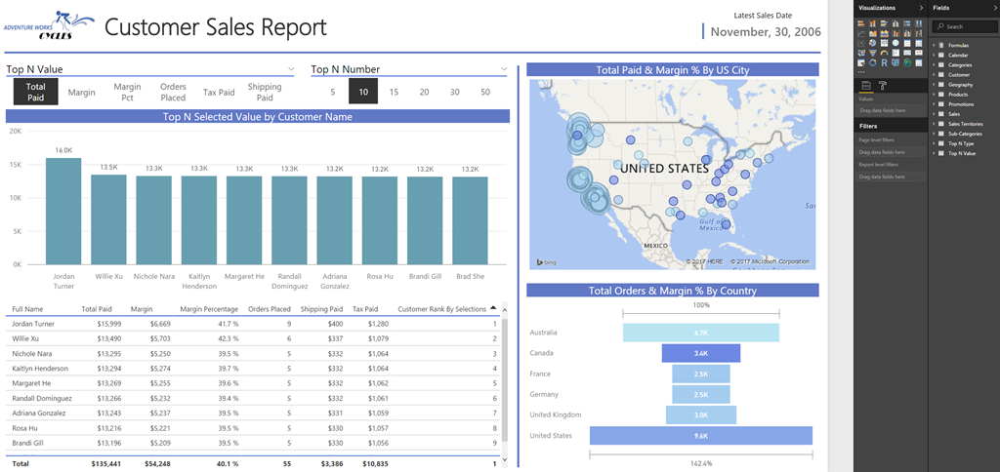 ADVENTURE WORKS
CYCLES
Customer Sales Report
Latest Sales Date
November, 30, 2006
Top N Value
Total Paid
Margin
Margin Pct
Orders Placed
Tax Paid
Shipping Paid
Top N Number
5 10 15 20 30 50
Top N Selected Value by Customer Name
20K
15K
10K
5K
0K
16.0K 13.5K 13.3K 13.3K 13.3K 13.3K 13.2K 13.2K 13.2K 13.2K
Jordan Turner
Willie Xu
Nichole Nara
Kaitlyn Henderson
Margaret He
Randall Dominguez
Adriana Gonzalez
Rosa Hu
Brandi Gill
Brad She
Full Name Total Paid Margin Margin Percentage Orders Placed Shipping Paid Tax Paid Customer Rank By Selections
Jordan Turner $15,999 $6,669 41.7 % 9 $400 $1,280 1
Willie Xu $13,490 $5,703 42.3 % 6 $337 $1,079 2
Nichole Nara $13,295 $5,250 39.5 % 5 $332 $1,064 3
Kaitlyn Henderson $13,294 $5,274 39.7 % 5 $332 $1,064 4
Margaret He $13,269 $5,255 39.6 % 5 $332 $1,062 5
Randall Dominguez $13,266 $5,232 39.4 % 5 $332 $1,061 6
Adriana Gonzalez $13,243 $5,237 39.5 % 5 $331 $1,059 7
Rosa Hu $13,216 $5,221 39.5 % 5 $330 $1,057 8
Brandi Gill $13,196 $5,209 39.5 % 5 $330 $1,056 9
Total $135,441 $54,248 40.1 % 55 $3,386 $10,835 1
Total Paid & Margin % By US City
UNITED STATES
Gulf of
Mexico
MEXICO
Sar
bing
© 2017 HERE © 2017 Microsoft Corporation
Total Orders & Margin % By Country
100%
Australia 6.7K
Canada 3.4K
France 2.5K
Germany 2.5K
United Kingdom 3.0K
United States 9.6K
142.4%
Visualizations
Values
Drag data fields here
Filters
Page level filters
Drag data fields here
Report level filters
Drag data fields here
Fields
Search
Formulas
Calendar
Categories
Customer
Geography
Products
Promotions
Sales
Sales Territories
Sub-Categories
Top N Type
Top N Value